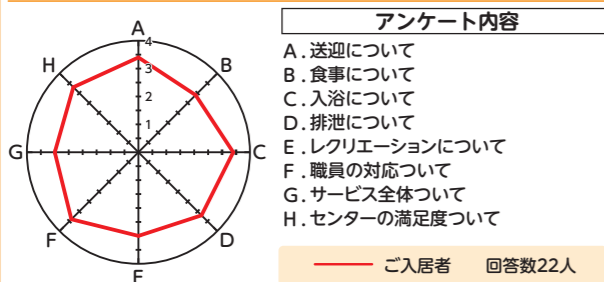 アンケート内容
A.送迎について
B.食事について
C.入浴について
D.排泄について
E.レクリエーションについて
F.職員の対応ついて
G.サービス全体ついて
H.センターの満足度ついて
ご入居者 回答数22人
A
B
C
D
E
F
G
H
4
3
2
1